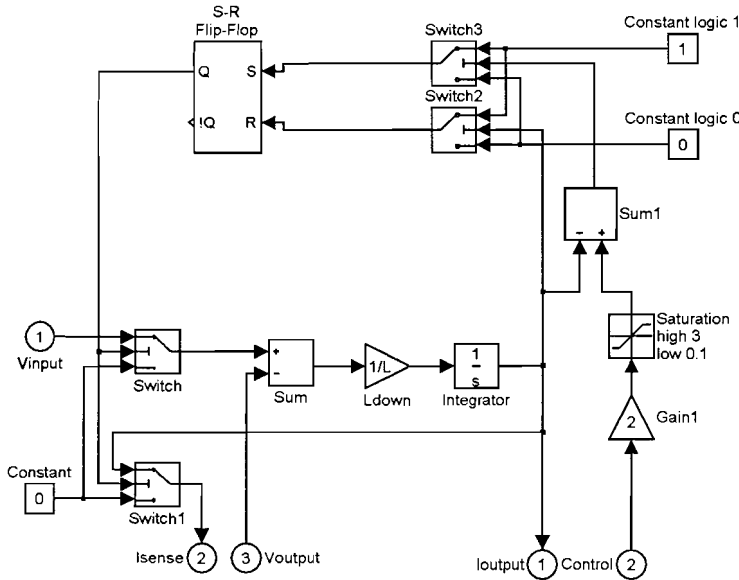 S-R
Flip-Flop
Q
S
!Q
R
Switch3
Switch2
Constant logic 1
1
Constant logic 0
0
- +
Sum1
1
Vinput
Switch
+
-
Sum
1/L
Ldown
1
s
Integrator
Saturation
high 3
low 0.1
2
Gain1
Constant
0
Switch1
Isense
2
3
Voutput
Ioutput
1
Control
2